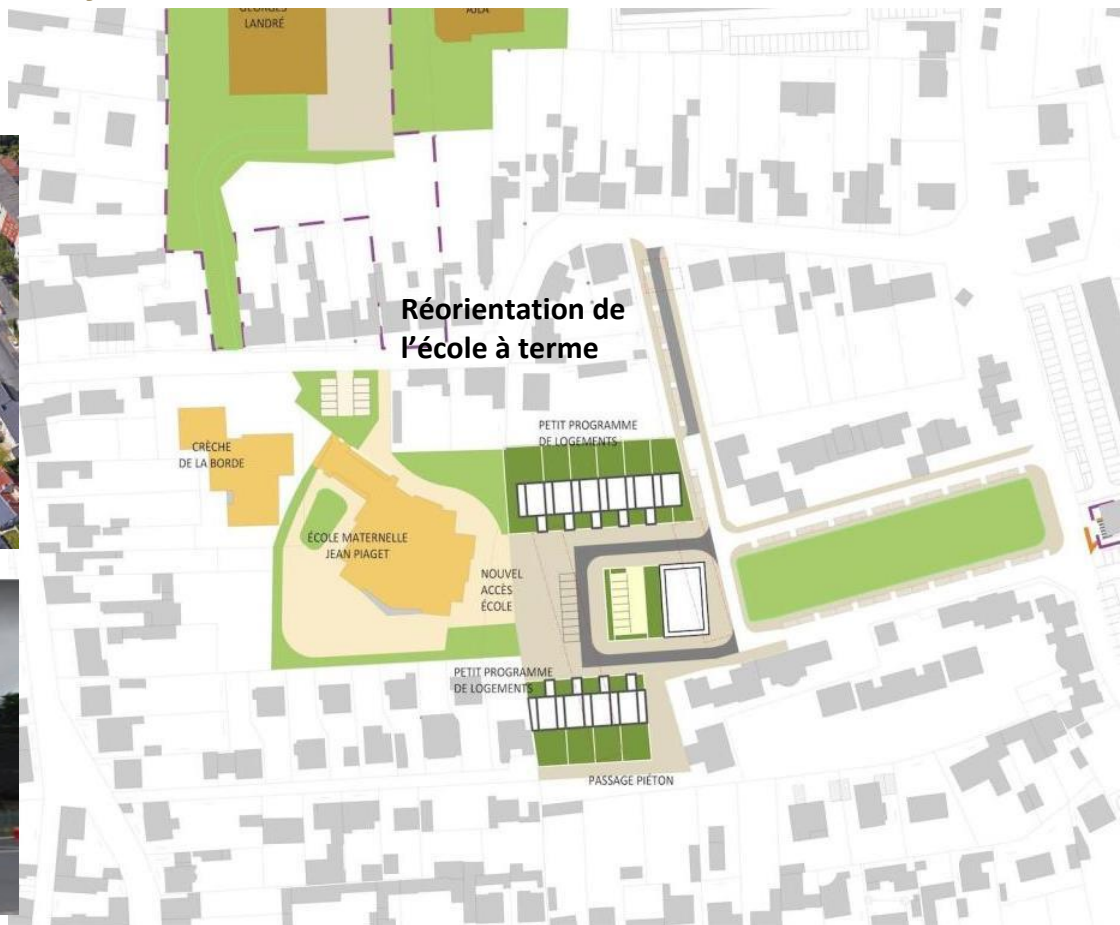 LANDRÉ
Réorientation de
l’école à terme
PETIT PROGRAMME
DE LOGEMENTS
CRÈCHE
DE LA BORDE
ÉCOLE MATERNELLE
JEAN PIAGET
NOUVEL
ACCÈS
ÉCOLE
PETIT PROGRAMME
DE LOGEMENTS
PASSAGE PIÉTON